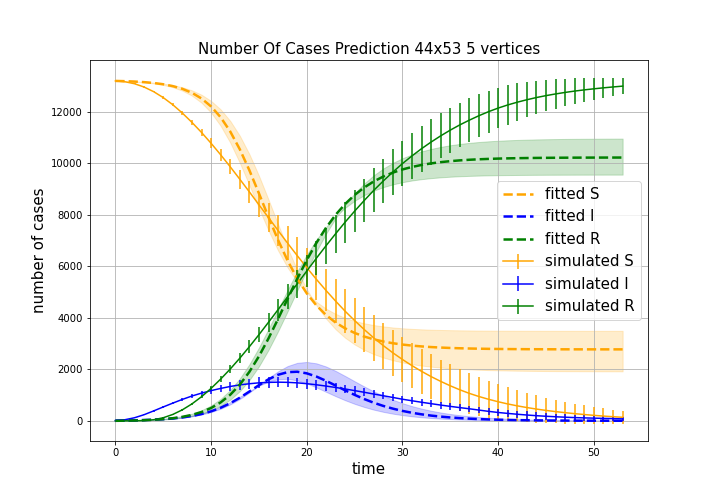 Number Of Cases Prediction 44x53 5 vertices
number of cases
12000
10000
8000
6000
4000
2000
0
fitted S
fitted I
fitted R
simulated S
simulated I
simulated R
0 10 20 30 40 50
time